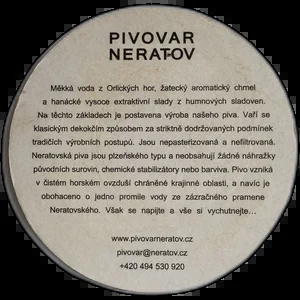 PIVOVAR
NERATOV
Měkká voda z Orlických hor, žatecký aromatický chmel
a hanácké vysoce extraktivní slady z humnových sladoven.
Na těchto základech je postavena výroba našeho piva. Vaří se
klasickým dekokčím způsobem za striktně dodržovaných podmínek
tradičích výrobních postupů. Jsou nepasterizovaná a nefiltrovaná.
Neratovská piva jsou plzeňského typu a neobsahují žádné náhražky
původních surovin, chemické stabilizátory nebo barviva. Pivo vzniká
v čistém horském ovzduší chráněné krajinné oblasti, a navíc je
obohaceno o jedno promile vody ze zázračného pramene
Neratovského. Však se napijte a vše si vychutnejte...
www.pivovarneratov.cz
pivovar@neratov.cz
+420 494 530 920